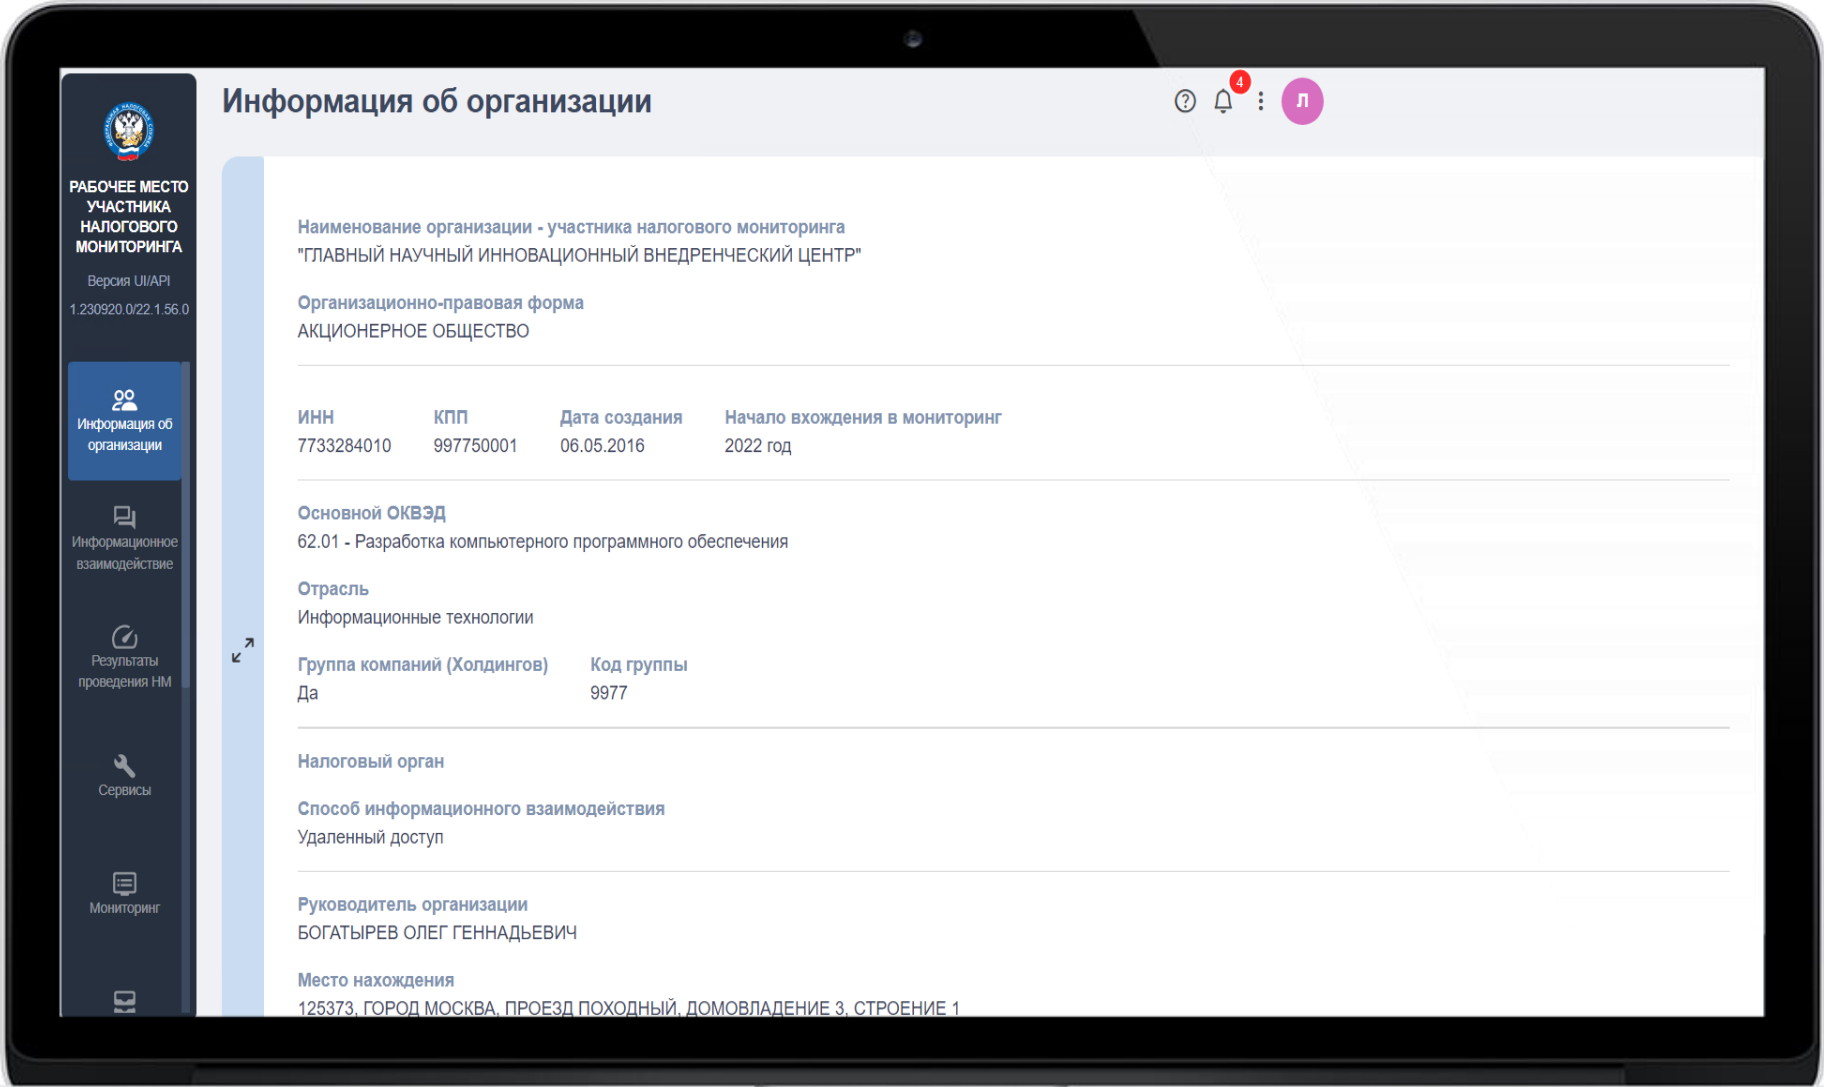 Информация об организации
4
Л
РАБОЧЕЕ МЕСТО
УЧАСТНИКА
НАЛОГОВОГО
МОНИТОРИНГА
Версия UI/API
1.230920.0/22.1.56.0
Информация об
организации
Информационное
взаимодействие
Результаты
проведения НМ
Сервисы
Мониторинг
Наименование организации - участника налогового мониторинга
"ГЛАВНЫЙ НАУЧНЫЙ ИННОВАЦИОННЫЙ ВНЕДРЕНЧЕСКИЙ ЦЕНТР"
Организационно-правовая форма
АКЦИОНЕРНОЕ ОБЩЕСТВО
ИНН КПП Дата создания Начало вхождения в мониторинг
7733284010 997750001 06.05.2016 2022 год
Основной ОКВЭД
62.01 - Разработка компьютерного программного обеспечения
Отрасль
Информационные технологии
Группа компаний (Холдингов) Код группы
Да 9977
Налоговый орган
Способ информационного взаимодействия
Удаленный доступ
Руководитель организации
БОГАТЫРЕВ ОЛЕГ ГЕННАДЬЕВИЧ
Место нахождения
125373, ГОРОД МОСКВА, ПРОЕЗД ПОХОДНЫЙ, ДОМОВЛАДЕНИЕ 3, СТРОЕНИЕ 1